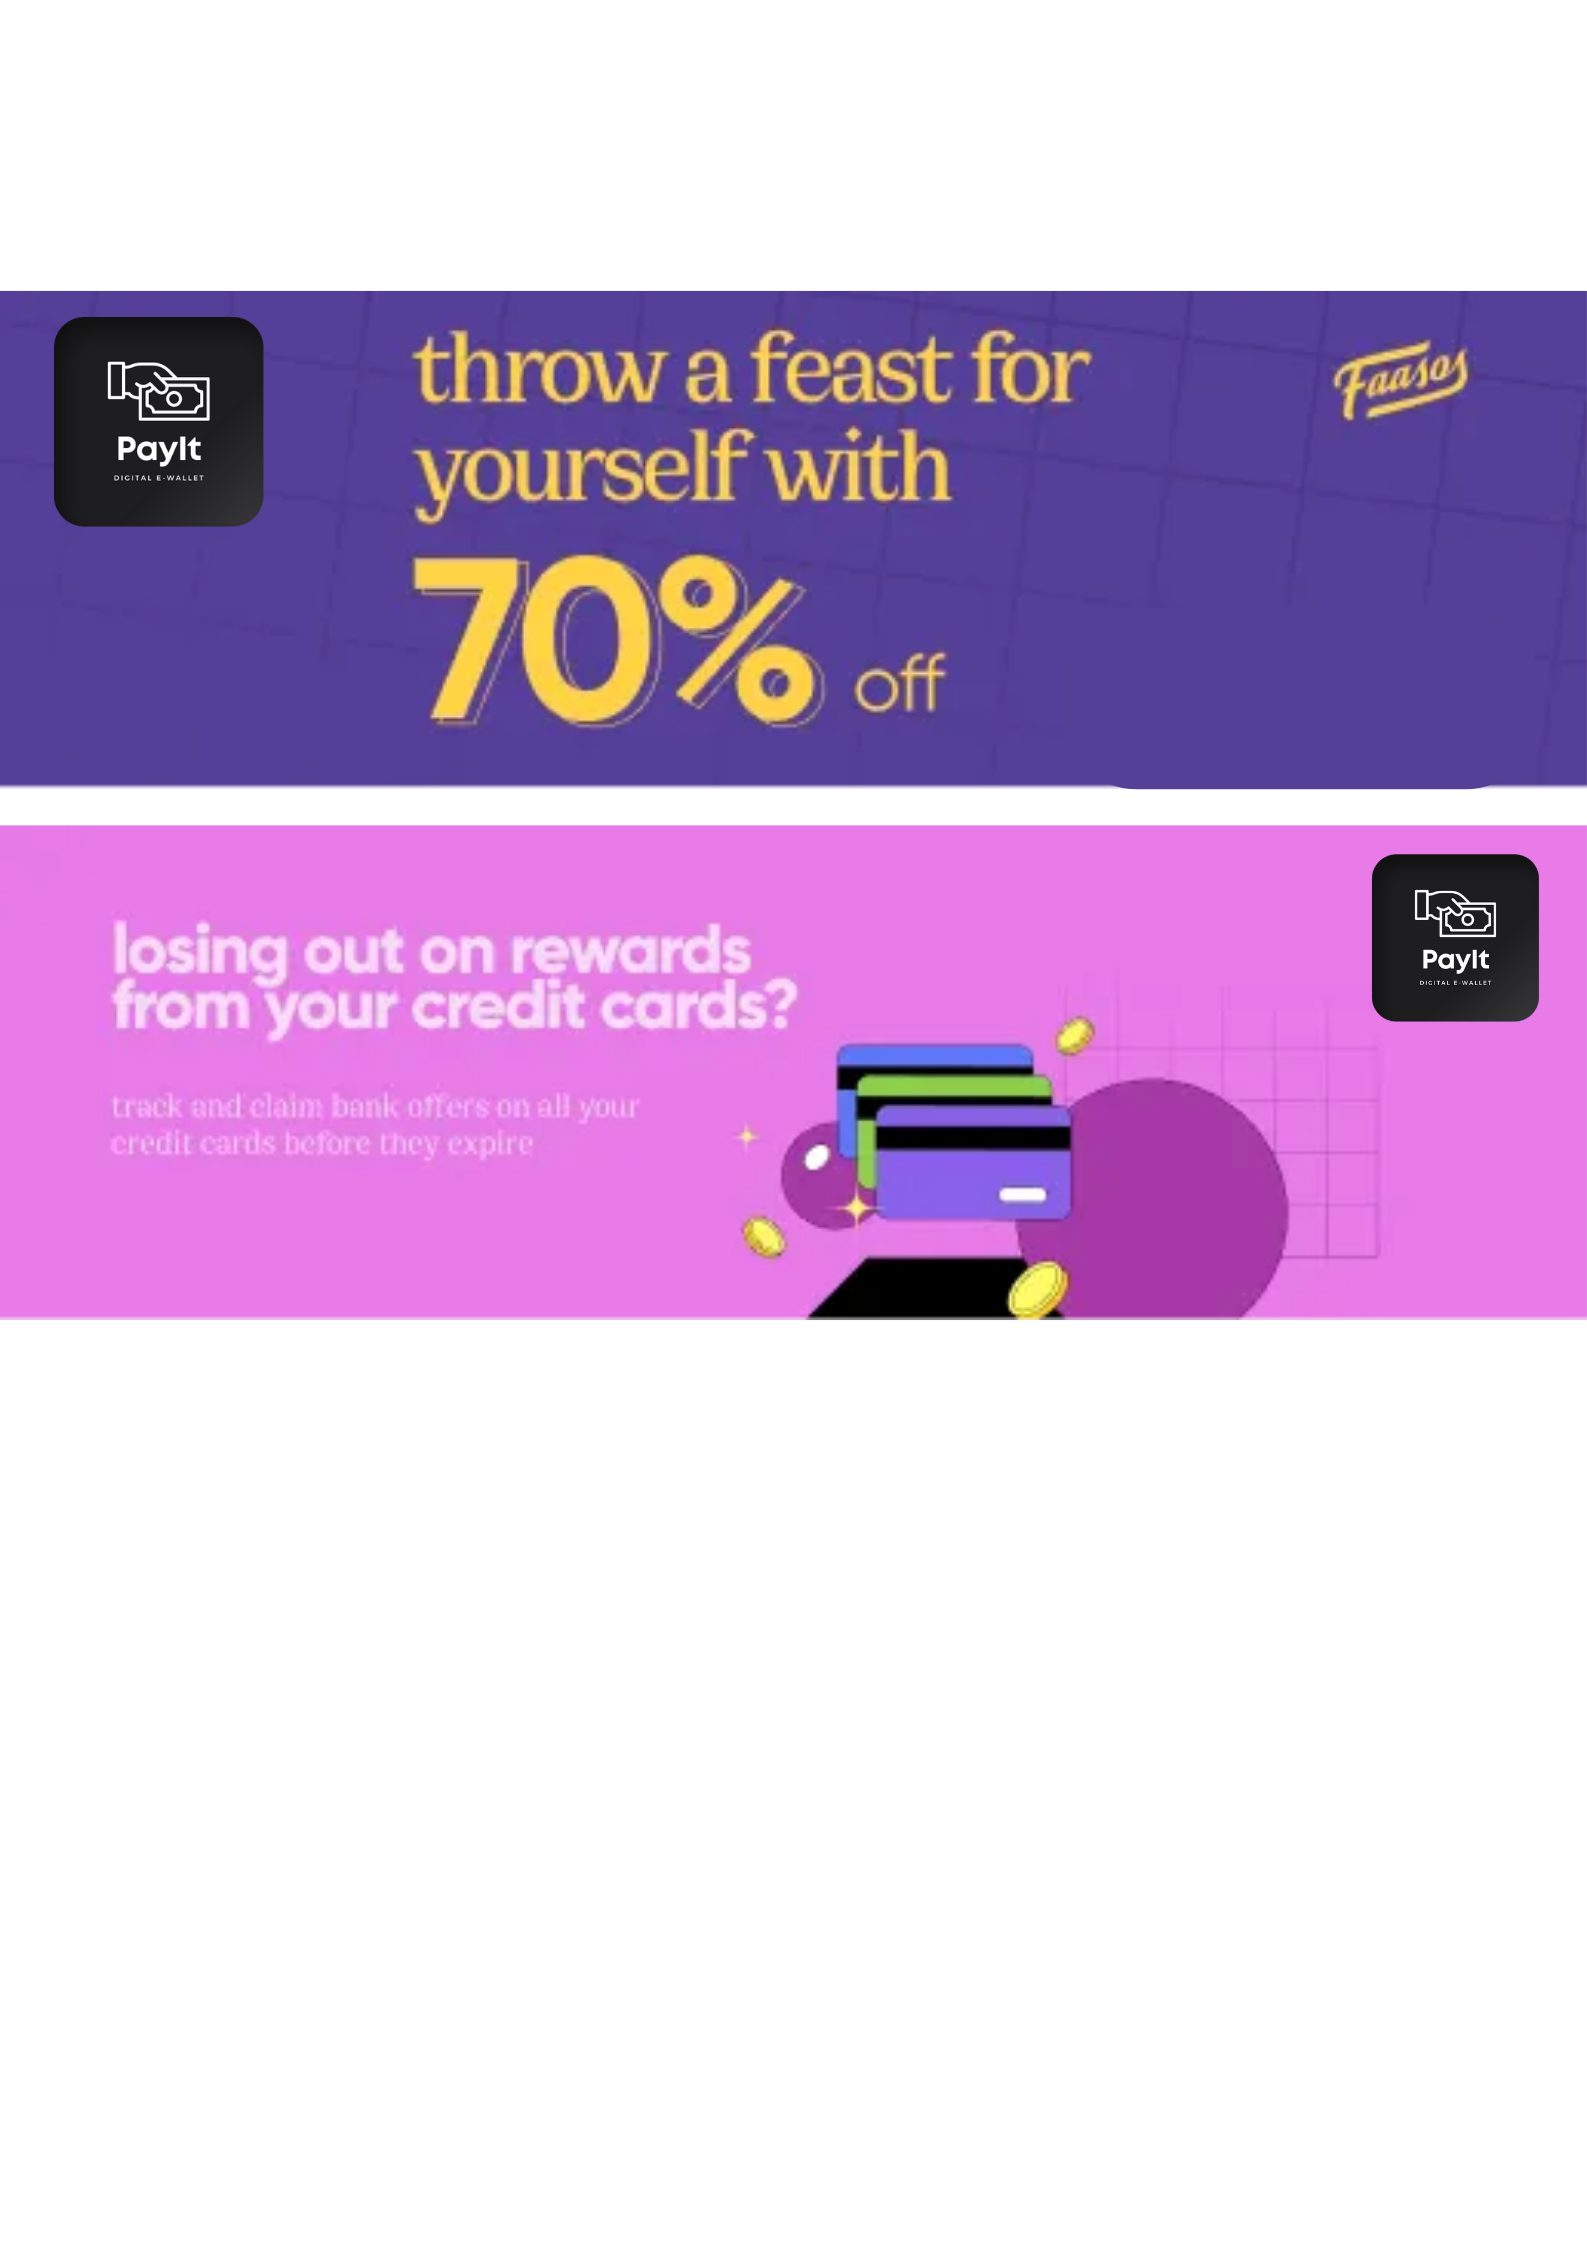 PayIt
DIGITAL E-WALLET
throw a feast for
yourself with
70% off
Faasos
losing out on rewards
from your credit cards?
track and claim bank offers on all your
credit cards before they expire
PayIt
DIGITAL E-WALLET